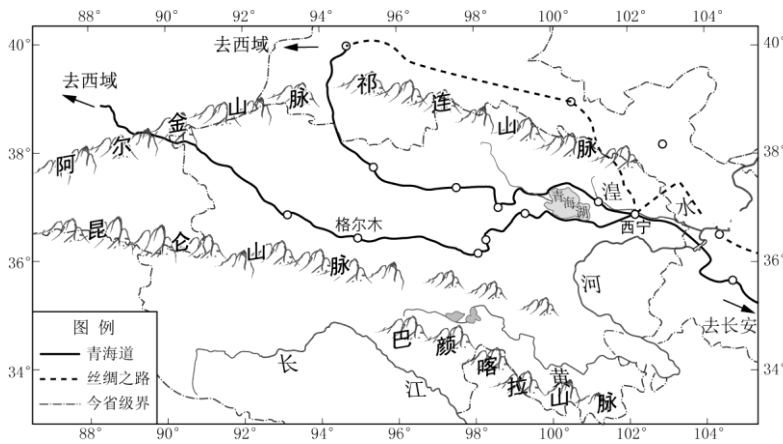 88° 90° 92° 94° 96° 98° 100° 102° 104°
40° 去西域 40°
去西域
阿尔金山脉
祁连山脉
38° 38°
湟水
青海湖
西宁
格尔木
昆仑山脉
36° 36°
河
去长安
图 例
青海道
丝绸之路
今省级界
长江
巴颜喀拉山脉
黄
34° 34°
88° 90° 92° 94° 96° 98° 100° 102° 104°